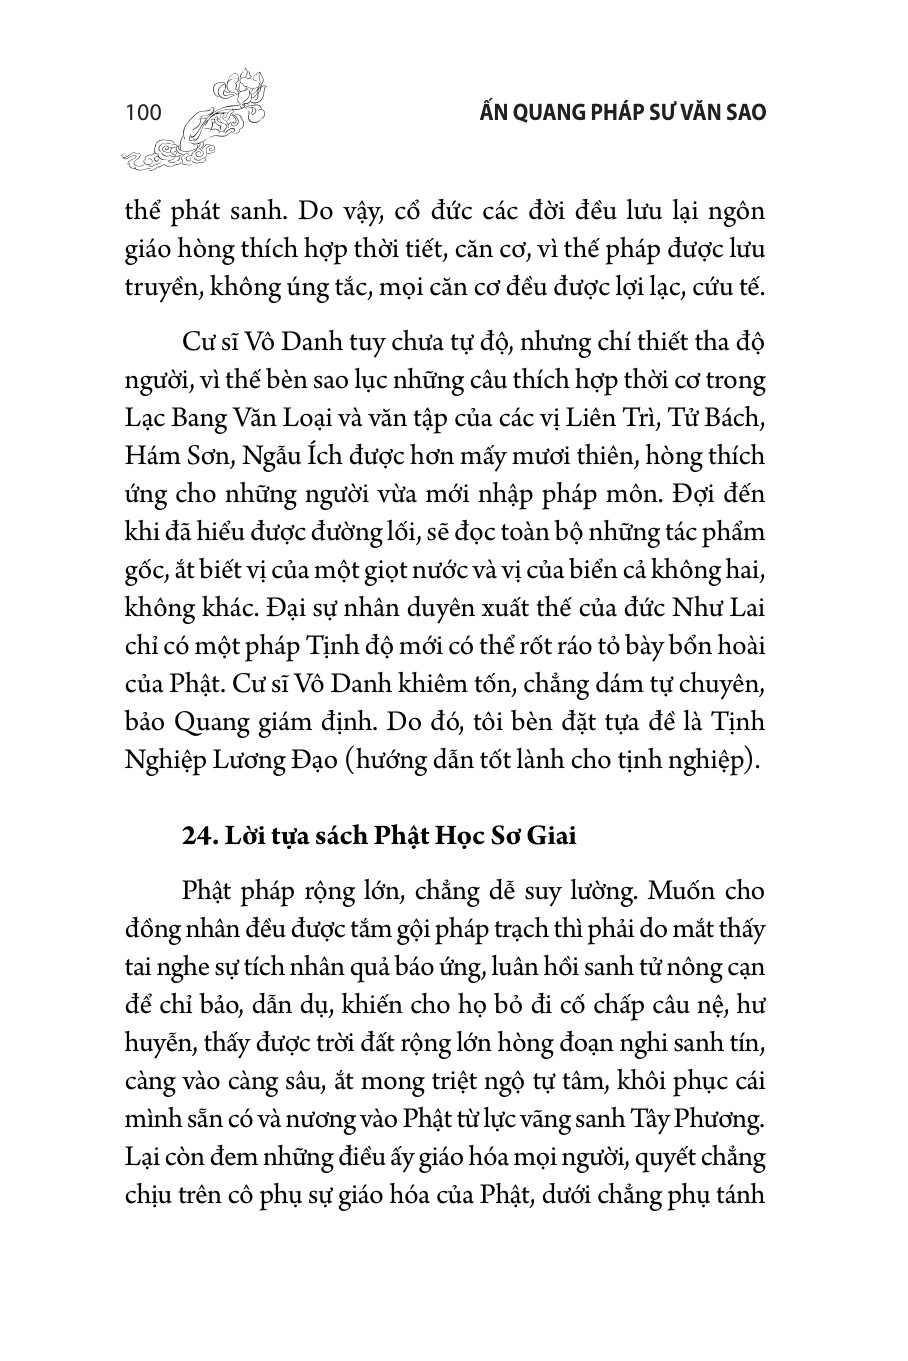 100
ẤN QUANG PHÁP SƯ VĂN SAO
thể phát sanh. Do vậy, cổ đức các đời đều lưu lại ngôn
giáo hòng thích hợp thời tiết, căn cơ, vì thế pháp được lưu
truyền, không úng tắc, mọi căn cơ đều được lợi lạc, cứu tế.
Cư sĩ Vô Danh tuy chưa tự độ, nhưng chí thiết tha độ
người, vì thế bèn sao lục những câu thích hợp thời cơ trong
Lạc Bang Văn Loại và văn tập của các vị Liên Trì, Tử Bách,
Hám Sơn, Ngẫu Ích được hơn mấy mươi thiên, hòng thích
ứng cho những người vừa mới nhập pháp môn. Đợi đến
khi đã hiểu được đường lối, sẽ đọc toàn bộ những tác phẩm
gốc, ắt biết vị của một giọt nước và vị của biển cả không hai,
không khác. Đại sự nhân duyên xuất thế của đức Như Lai
chỉ có một pháp Tịnh độ mới có thể rốt ráo tỏ bày bổn hoài
của Phật. Cư sĩ Vô Danh khiêm tốn, chẳng dám tự chuyên,
bảo Quang giám định. Do đó, tôi bèn đặt tựa đề là Tịnh
Nghiệp Lương Đạo (hướng dẫn tốt lành cho tịnh nghiệp).
24. Lời tựa sách Phật Học Sơ Giai
Phật pháp rộng lớn, chẳng dễ suy lường. Muốn cho
đồng nhân đều được tắm gội pháp trạch thì phải do mắt thấy
tai nghe sự tích nhân quả báo ứng, luân hồi sanh tử nông cạn
để chỉ bảo, dẫn dụ, khiến cho họ bỏ đi cố chấp câu nệ, hư
huyễn, thấy được trời đất rộng lớn hòng đoạn nghi sanh tín,
càng vào càng sâu, ắt mong triệt ngộ tự tâm, khôi phục cái
mình sẵn có và nương vào Phật từ lực vãng sanh Tây Phương.
Lại còn đem những điều ấy giáo hóa mọi người, quyết chẳng
chịu trên cô phụ sự giáo hóa của Phật, dưới chẳng phụ tánh